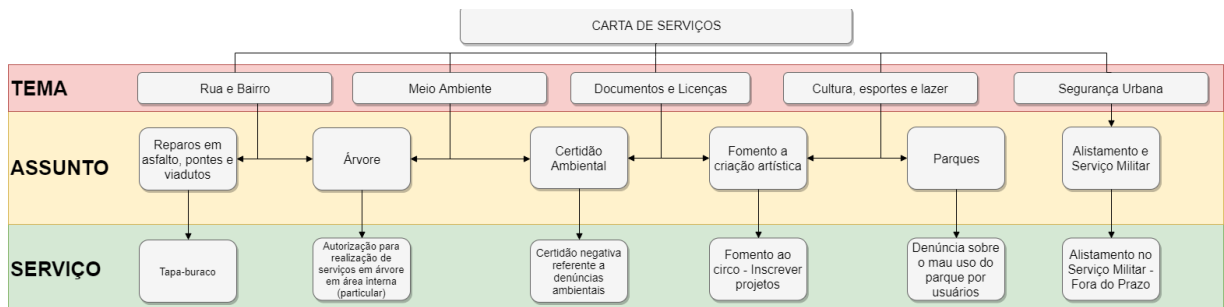 CARTA DE SERVIÇOS
TEMA
Rua e Bairro
Meio Ambiente
Documentos e Licenças
Cultura, esportes e lazer
Segurança Urbana
ASSUNTO
Reparos em
asfalto, pontes e
viadutos
Árvore
Certidão
Ambiental
Fomento a
criação artística
Parques
Alistamento e
Serviço Militar
SERVIÇO
Tapa-buraco
Autorização para
realização de
serviços em árvore
em área interna
(particular)
Certidão negativa
referente a
denúncias
ambientais
Fomento ao
circo - Inscrever
projetos
Denúncia sobre
o mau uso do
parque por
usuários
Alistamento no
Serviço Militar -
Fora do Prazo